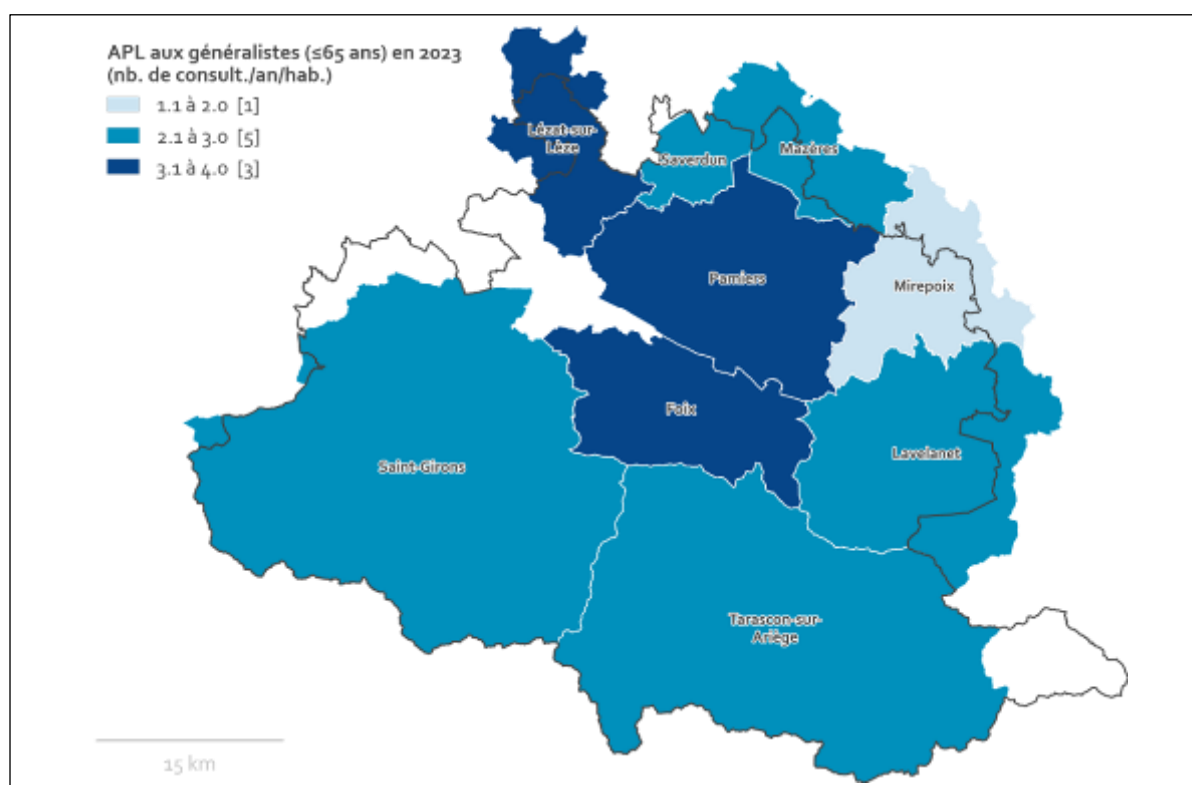 APL aux généralistes (≤65 ans) en 2023
(nb. de consult./an/hab.)
1.1 à 2.0 [1]
2.1 à 3.0 [5]
3.1 à 4.0 [3]
Lézat-sur-
Lèze
Saverdun
Mazères
Pamiers
Mirepoix
Foix
Lavelanet
Saint-Girons
Tarascon-sur-
Ariège
15 km